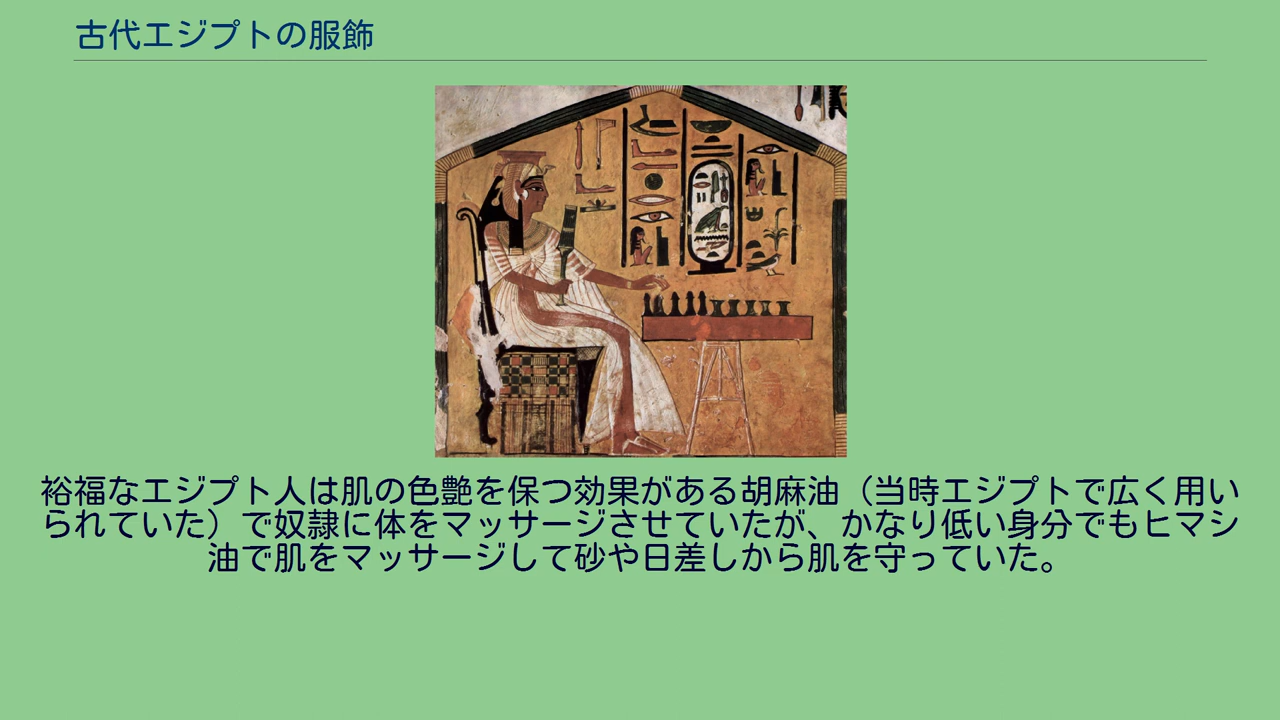 古代エジプトの服飾
裕福なエジプト人は肌の色艶を保つ効果がある胡麻油（当時エジプトで広く用い
られていた）で奴隷に体をマッサージさせていたが、かなり低い身分でもヒマシ
油で肌をマッサージして砂や日差しから肌を守っていた。